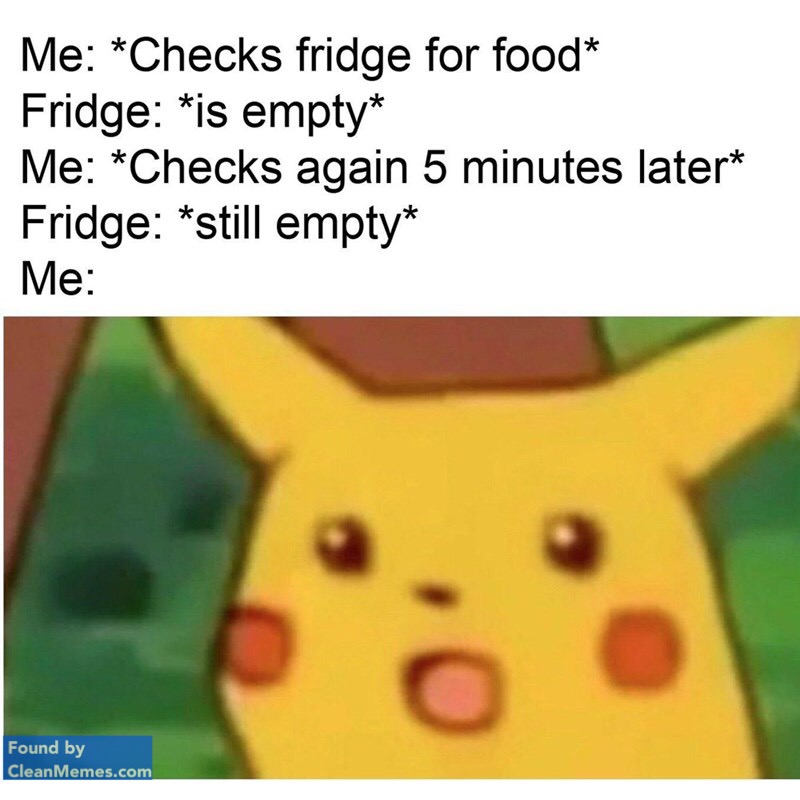 Me: *Checks fridge for food*
Fridge: *is empty*
Me: *Checks again 5 minutes later*
Fridge: *still empty*
Me:
Found by
CleanMemes.com